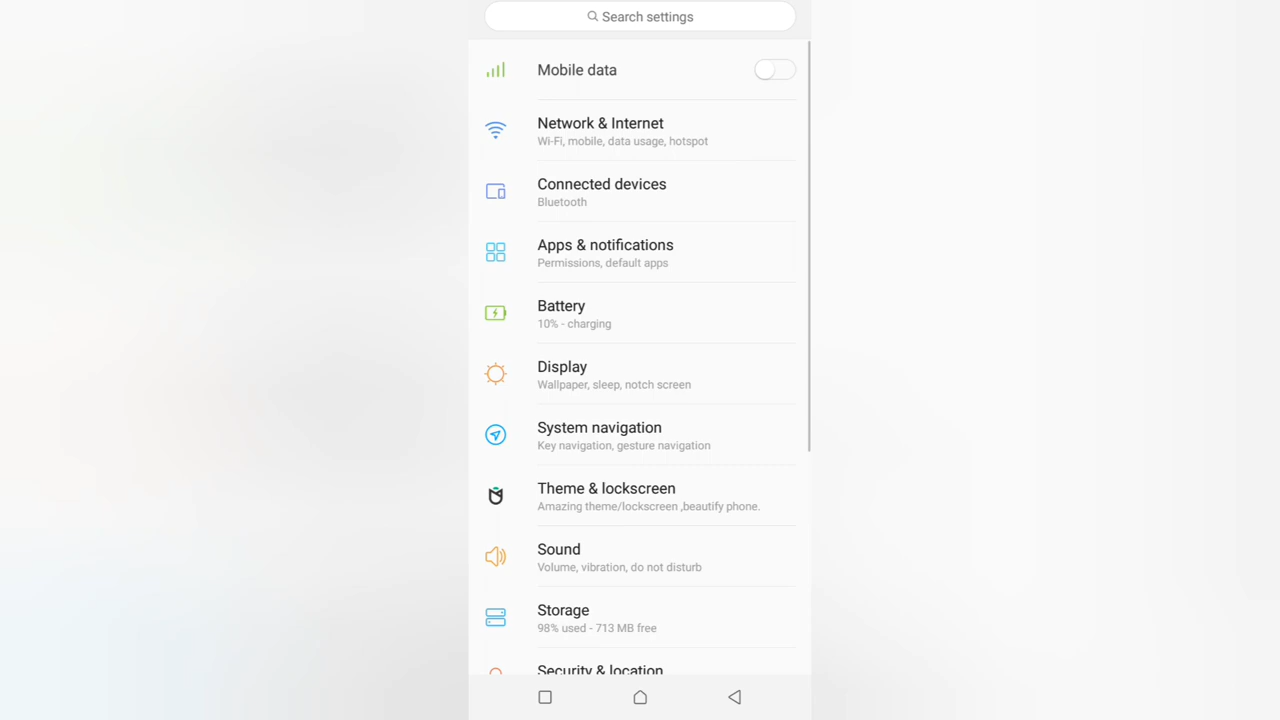 Search settings
Mobile data
Network & Internet
Wi-Fi, mobile, data usage, hotspot
Connected devices
Bluetooth
Apps & notifications
Permissions, default apps
Battery
10% - charging
Display
Wallpaper, sleep, notch screen
System navigation
Key navigation, gesture navigation
Theme & lockscreen
Amazing theme/lockscreen ,beautify phone.
Sound
Volume, vibration, do not disturb
Storage
98% used - 713 MB free
Security & location